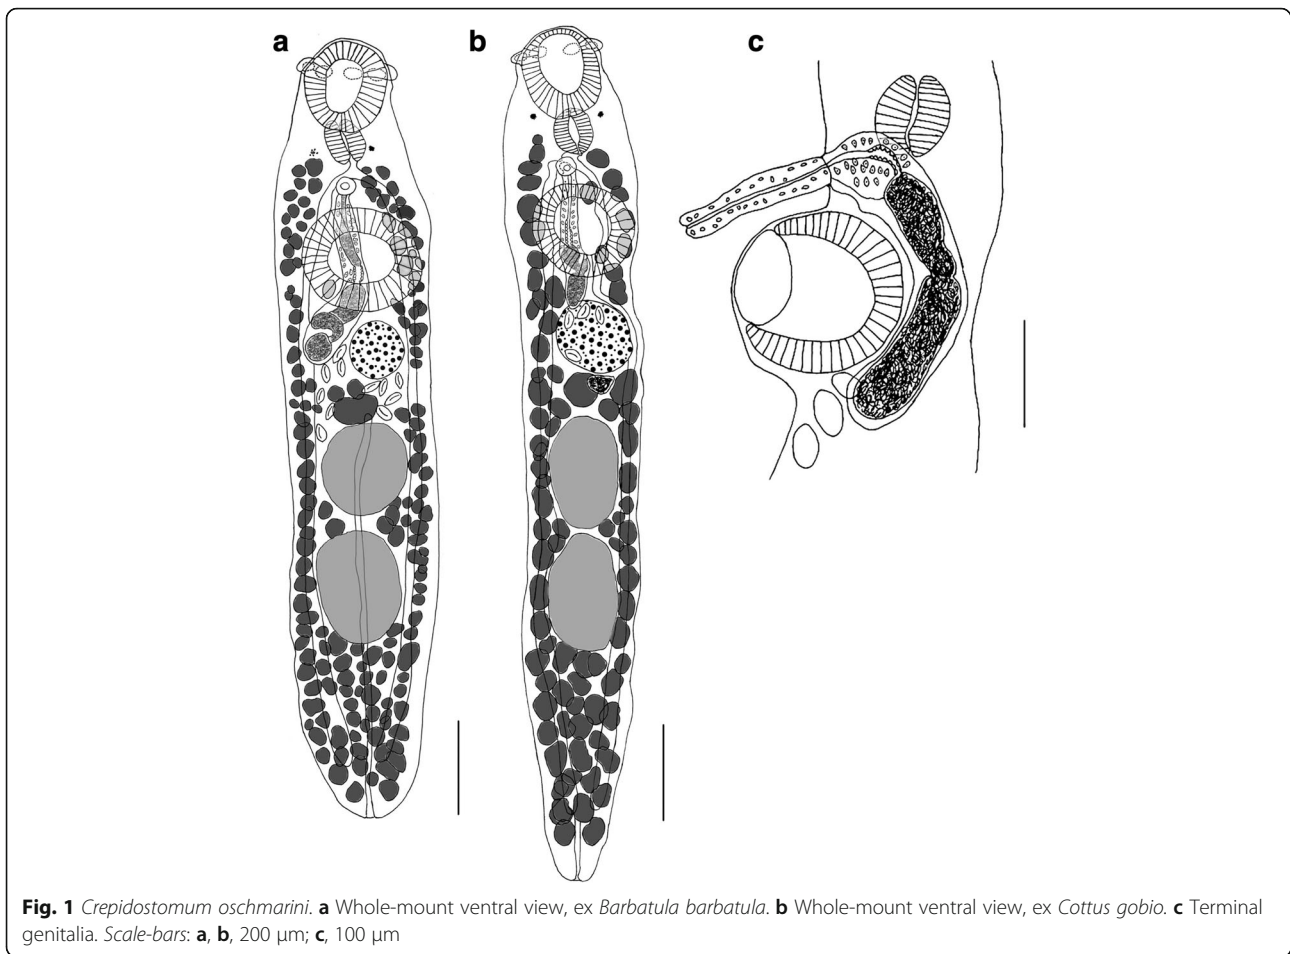 a
b
c
Fig. 1 Crepidostomum oschmarini. a Whole-mount ventral view, ex Barbatula barbatula. b Whole-mount ventral view, ex Cottus gobio. c Terminal
genitalia. Scale-bars: a, b, 200 μm; c, 100 μm